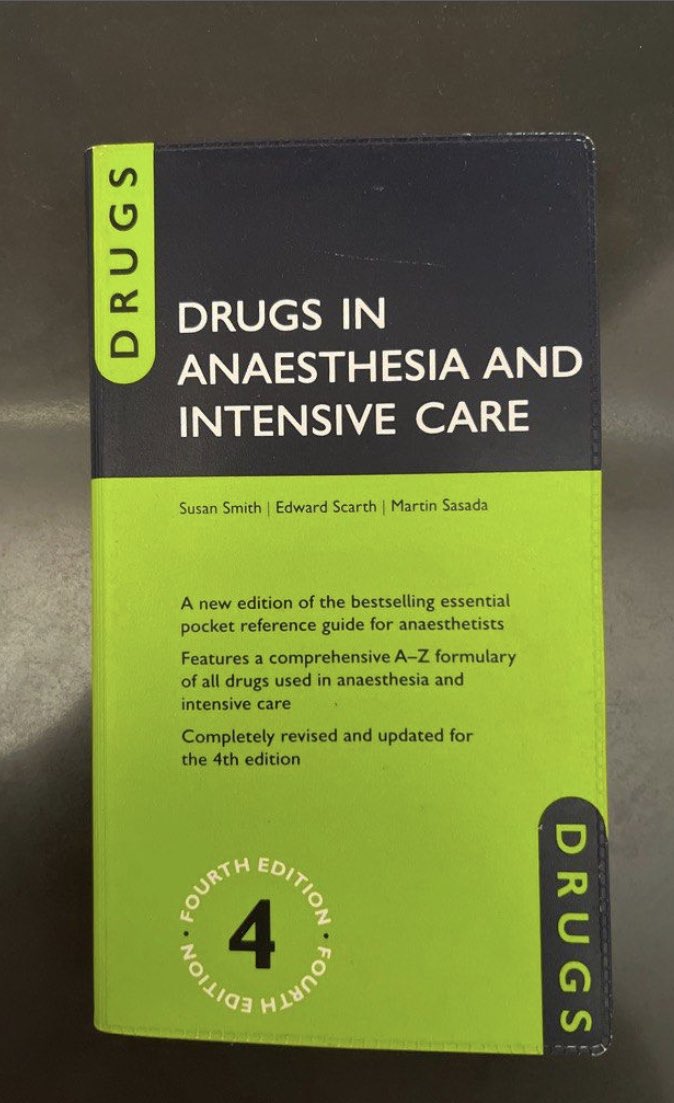 DRUGS
DRUGS IN
ANAESTHESIA AND
INTENSIVE CARE
Susan Smith | Edward Scarth | Martin Sasada
A new edition of the bestselling essential
pocket reference guide for anaesthetists
Features a comprehensive A–Z formulary
of all drugs used in anaesthesia and
intensive care
Completely revised and updated for
the 4th edition
FOURTH EDITION
4
FOURTH EDITION
DRUGS